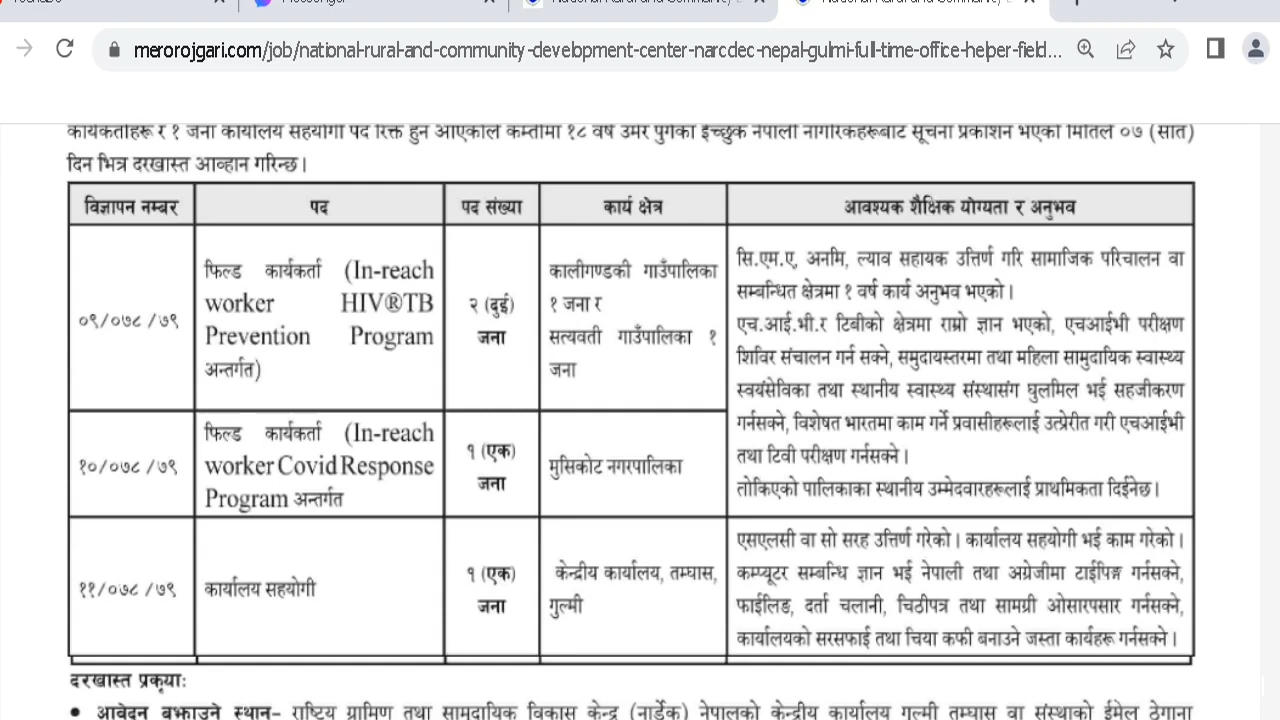 merorojgari.com/job/national-rural-and-community-development-center-narcdec-nepal-gulmi-full-time-office-helper-field...
कार्यकर्ताहरू र १ जना कार्यालय सहयोगी पद रिक्त हुन आएकोले कम्तीमा १८ वर्ष उमेर पुगेका इच्छुक नेपाली नागरिकहरूबाट सूचना प्रकाशन भएको मितिले ०७ (सात)
दिन भित्र दरखास्त आव्हान गरिन्छ।
विज्ञापन नम्बर पद पद संख्या कार्य क्षेत्र आवश्यक शैक्षिक योग्यता र अनुभव
०९/०७८/७९
फिल्ड कार्यकर्ता (In-reach
worker HIV®TB
Prevention Program
अन्तर्गत)
२ (दुई)
जना
कालीगण्डकी गाउँपालिका
१ जना र
सत्यवती गाउँपालिका १
जना
सि.एम.ए, अनमि, ल्याव सहायक उत्तिर्ण गरि सामाजिक परिचालन वा
सम्बन्धित क्षेत्रमा १ वर्ष कार्य अनुभव भएको।
एच.आई.भी.र टिबीको क्षेत्रमा राम्रो ज्ञान भएको, एचआईभी परीक्षण
शिविर संचालन गर्न सक्ने, समुदायस्तरमा तथा महिला सामुदायिक स्वास्थ्य
स्वयंसेविका तथा स्थानीय स्वास्थ्य संस्थासंग घुलमिल भई सहजीकरण
गर्नसक्ने, विशेषत भारतमा काम गर्ने प्रवासीहरूलाई उत्प्रेरीत गरी एचआईभी
तथा टिवी परीक्षण गर्नसक्ने।
तोकिएको पालिकाका स्थानीय उम्मेदवारहरूलाई प्राथमिकता दिईनेछ।
१०/०७८/७९
फिल्ड कार्यकर्ता (In-reach
worker Covid Response
Program अन्तर्गत
१ (एक)
जना
मुसिकोट नगरपालिका
११/०७८/७९
कार्यालय सहयोगी
१ (एक)
जना
केन्द्रीय कार्यालय, तम्घास,
गुल्मी
एसएलसी वा सो सरह उत्तिर्ण गरेको। कार्यालय सहयोगी भई काम गरेको।
कम्प्यूटर सम्बन्धि ज्ञान भई नेपाली तथा अग्रेजीमा टाईपिङ्ग गर्नसक्ने,
फाईलिङ, दर्ता चलानी, चिठीपत्र तथा सामग्री ओसारपसार गर्नसक्ने,
कार्यालयको सरसफाई तथा चिया कफी बनाउने जस्ता कार्यहरू गर्नसक्ने।
दरखास्त प्रकृयाः
• आवेदन बुझाउने स्थान– राष्ट्रिय ग्रामिण तथा सामुदायिक विकास केन्द्र (नार्डेक) नेपालको केन्द्रीय कार्यालय गुल्मी तम्घास वा संस्थाको ईमेल ठेगाना